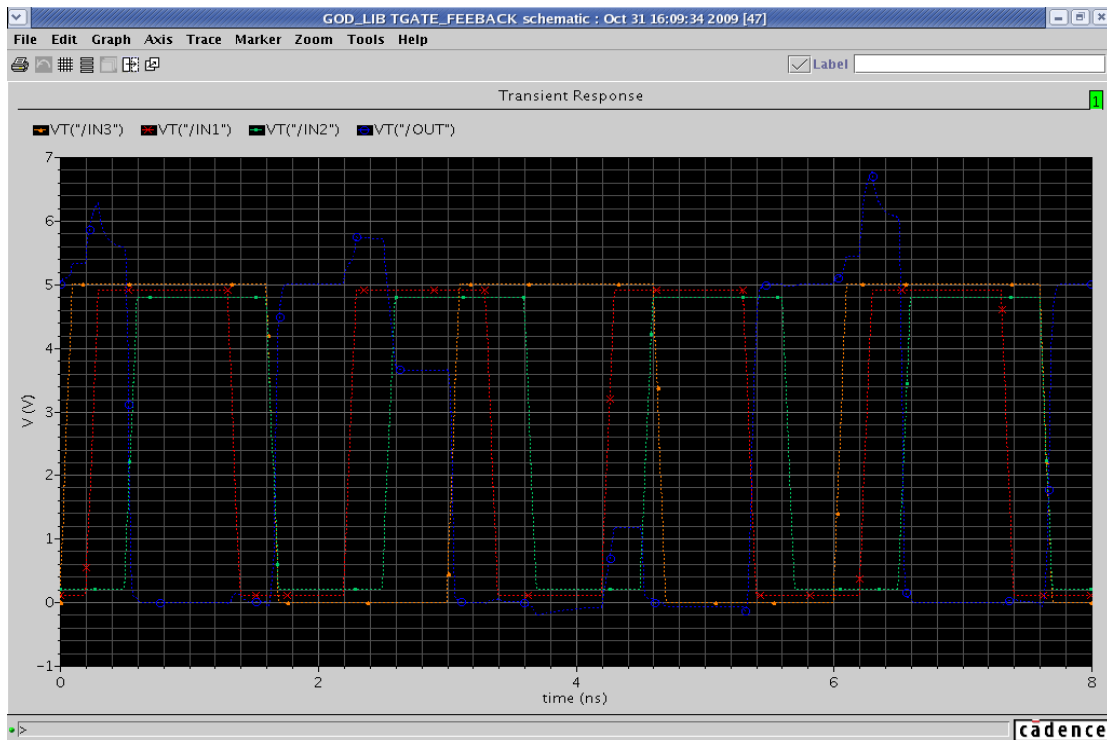 GOD_LIB TGATE_FEEBACK schematic : Oct 31 16:09:34 2009 [47]
File Edit Graph Axis Trace Marker Zoom Tools Help
Label
Transient Response
1
VT("/IN3") VT("/IN1") VT("/IN2") VT("/OUT")
7
6
5
4
3
2
1
0
-1
V (V)
0 2 4 6 8
time (ns)
>
cādence